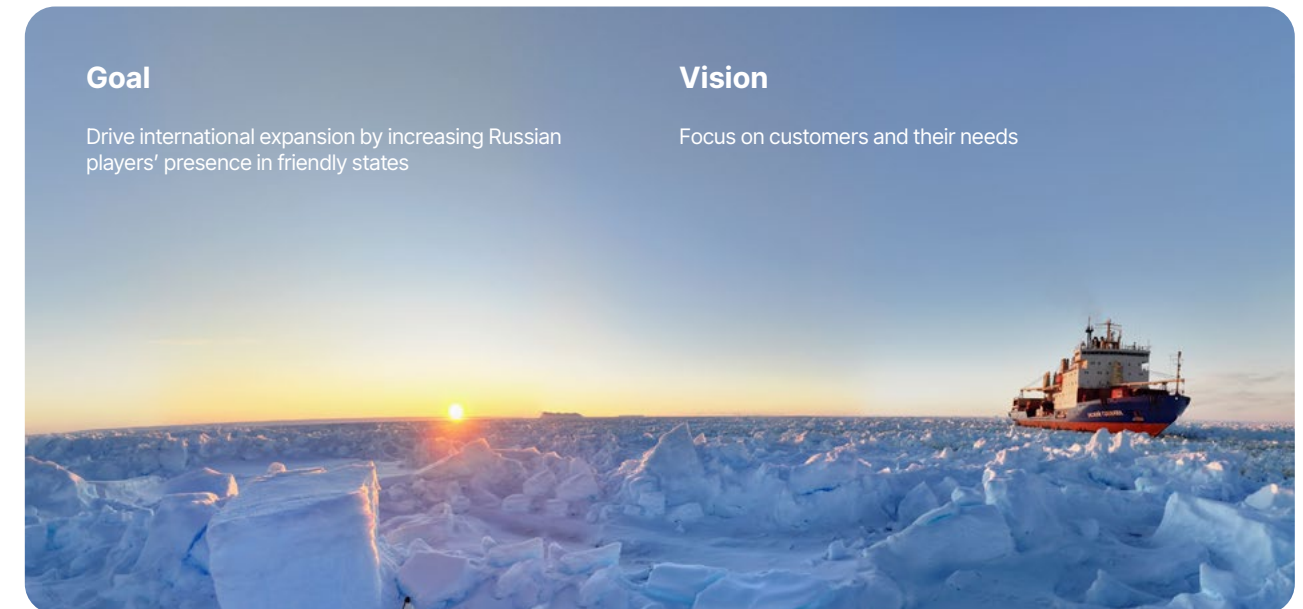 Goal
Drive international expansion by increasing Russian
players’ presence in friendly states
Vision
Focus on customers and their needs